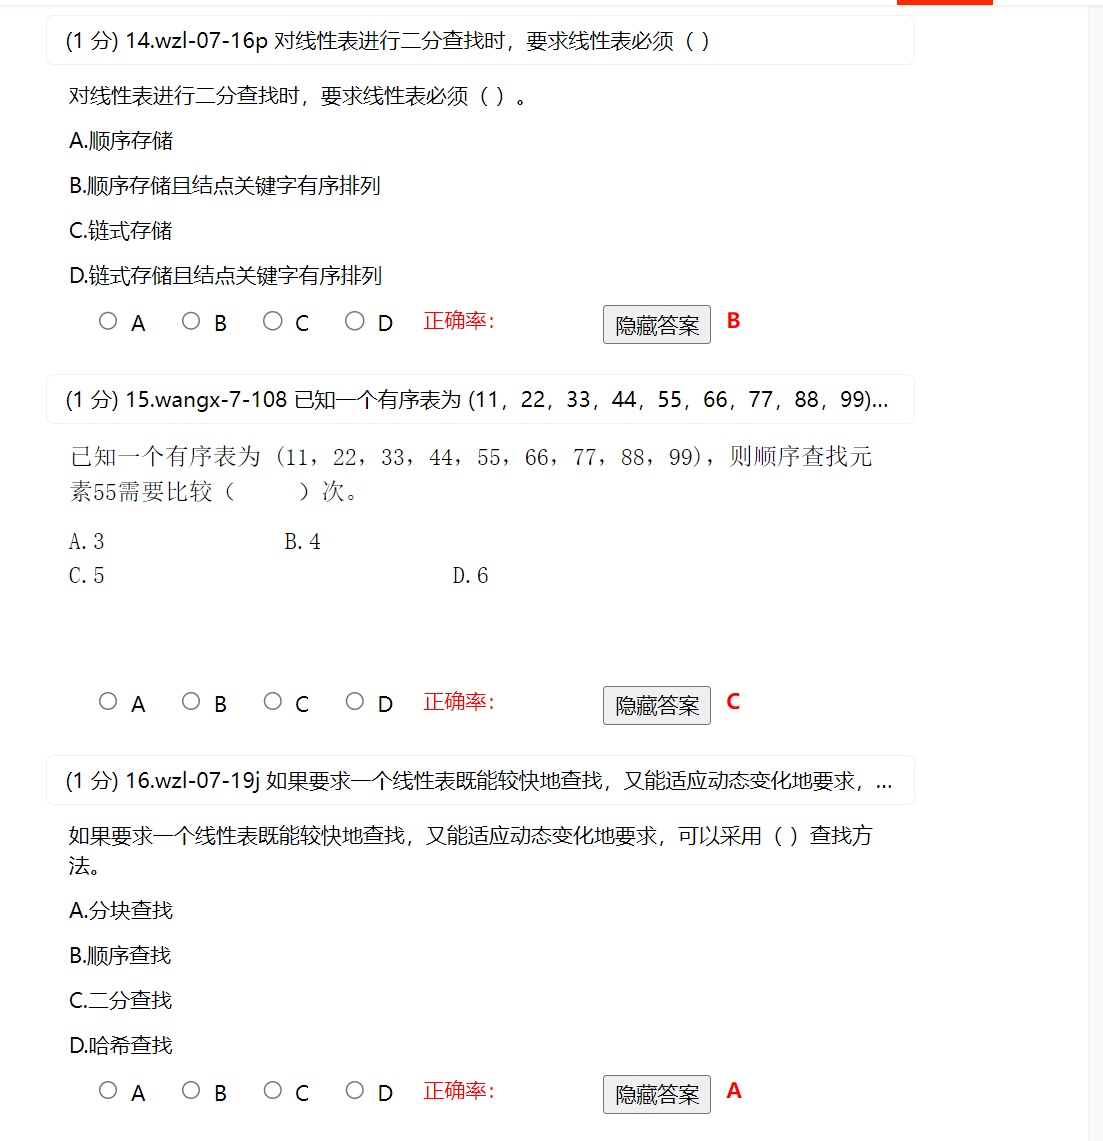 (1 分) 14.wzl-07-16p 对线性表进行二分查找时，要求线性表必须（ ）
对线性表进行二分查找时，要求线性表必须（ ）。
A.顺序存储
B.顺序存储且结点关键字有序排列
C.链式存储
D.链式存储且结点关键字有序排列
A B C D 正确率： 隐藏答案 B
(1 分) 15.wangx-7-108 已知一个有序表为 (11，22，33，44，55，66，77，88，99)...
已知一个有序表为 (11，22，33，44，55，66，77，88，99)，则顺序查找元
素55需要比较（ ）次。
A.3 B.4
C.5 D.6
A B C D 正确率： 隐藏答案 C
(1 分) 16.wzl-07-19j 如果要求一个线性表既能较快地查找，又能适应动态变化地要求，...
如果要求一个线性表既能较快地查找，又能适应动态变化地要求，可以采用（ ）查找方
法。
A.分块查找
B.顺序查找
C.二分查找
D.哈希查找
A B C D 正确率： 隐藏答案 A